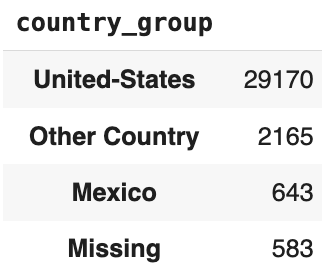 country_group
United-States 29170
Other Country 2165
Mexico 643
Missing 583